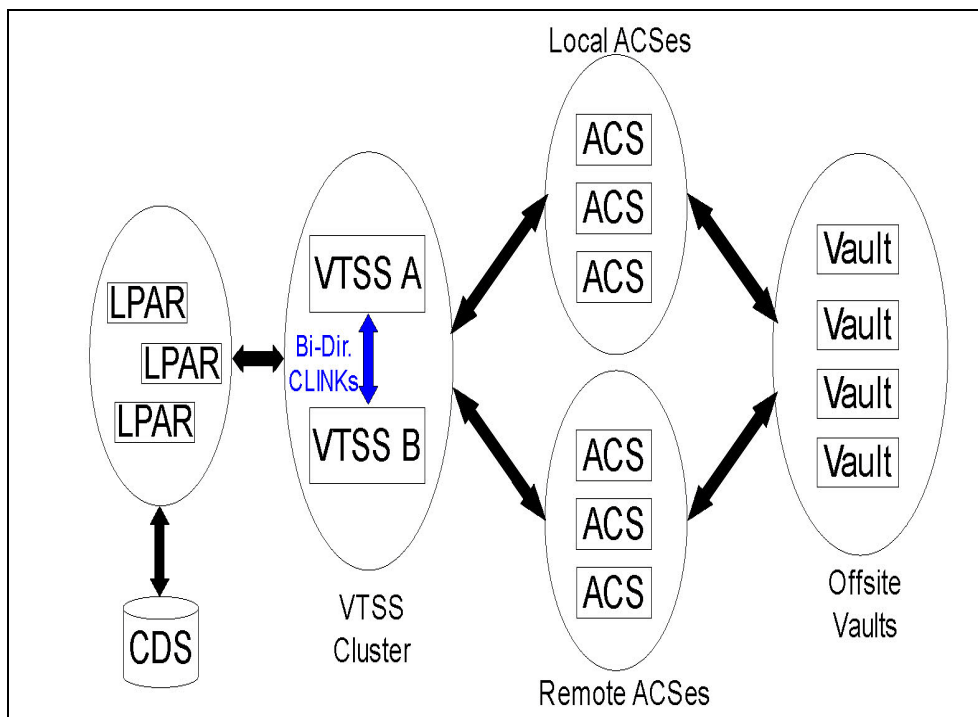 Local ACSes
ACS
ACS
ACS
LPAR
LPAR
LPAR
CDS
VTSS A
Bi-Dir.
CLINKs
VTSS B
VTSS
Cluster
ACS
ACS
ACS
Remote ACSes
Vault
Vault
Vault
Vault
Offsite
Vaults